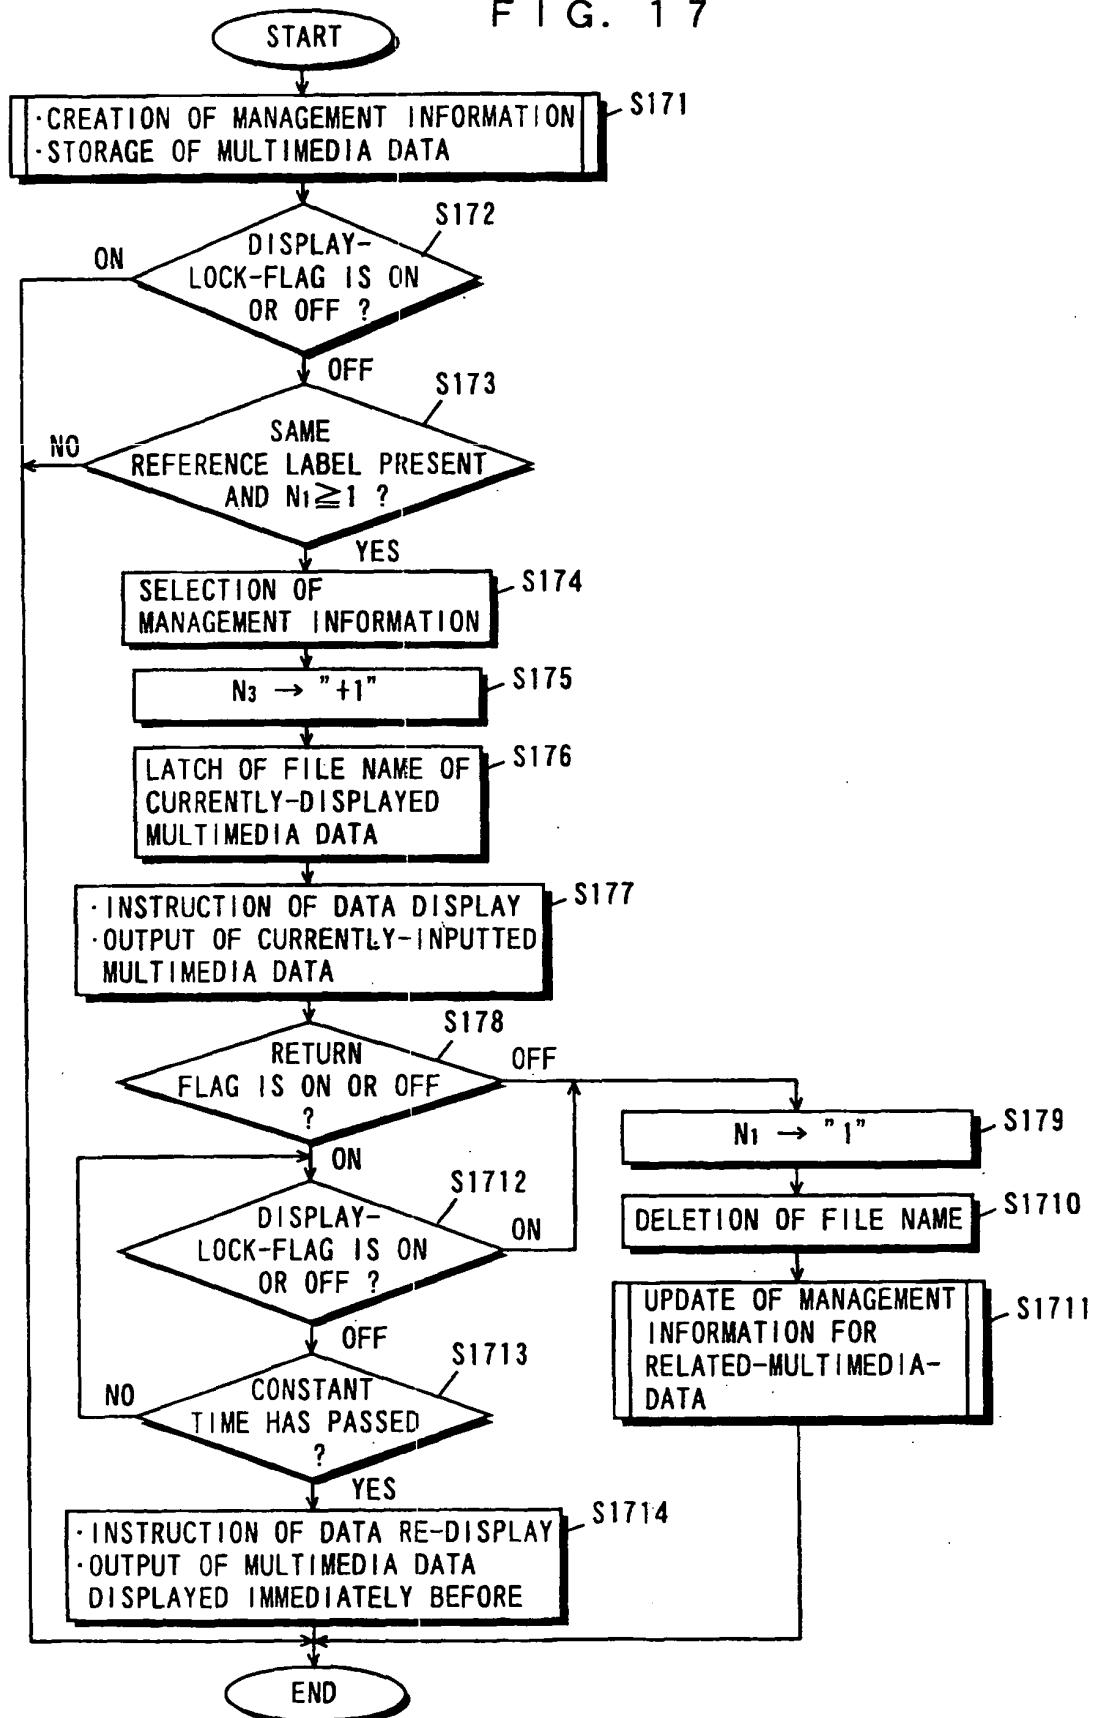 FIG. 17
START
·CREATION OF MANAGEMENT INFORMATION
·STORAGE OF MULTIMEDIA DATA
S171
S172
DISPLAY-
LOCK-FLAG IS ON
OR OFF ?
ON
OFF
S173
SAME
REFERENCE LABEL PRESENT
AND N1≧1 ?
NO
YES
SELECTION OF
MANAGEMENT INFORMATION
S174
N3 → "+1"
S175
LATCH OF FILE NAME OF
CURRENTLY-DISPLAYED
MULTIMEDIA DATA
S176
·INSTRUCTION OF DATA DISPLAY
·OUTPUT OF CURRENTLY-INPUTTED
MULTIMEDIA DATA
S177
S178
RETURN
FLAG IS ON OR OFF
?
OFF
ON
N1 → "1"
S179
DELETION OF FILE NAME
S1710
UPDATE OF MANAGEMENT
INFORMATION FOR
RELATED-MULTIMEDIA-
DATA
S1711
S1712
DISPLAY-
LOCK-FLAG IS ON
OR OFF ?
ON
OFF
S1713
CONSTANT
TIME HAS PASSED
?
NO
YES
·INSTRUCTION OF DATA RE-DISPLAY
·OUTPUT OF MULTIMEDIA DATA
DISPLAYED IMMEDIATELY BEFORE
S1714
END